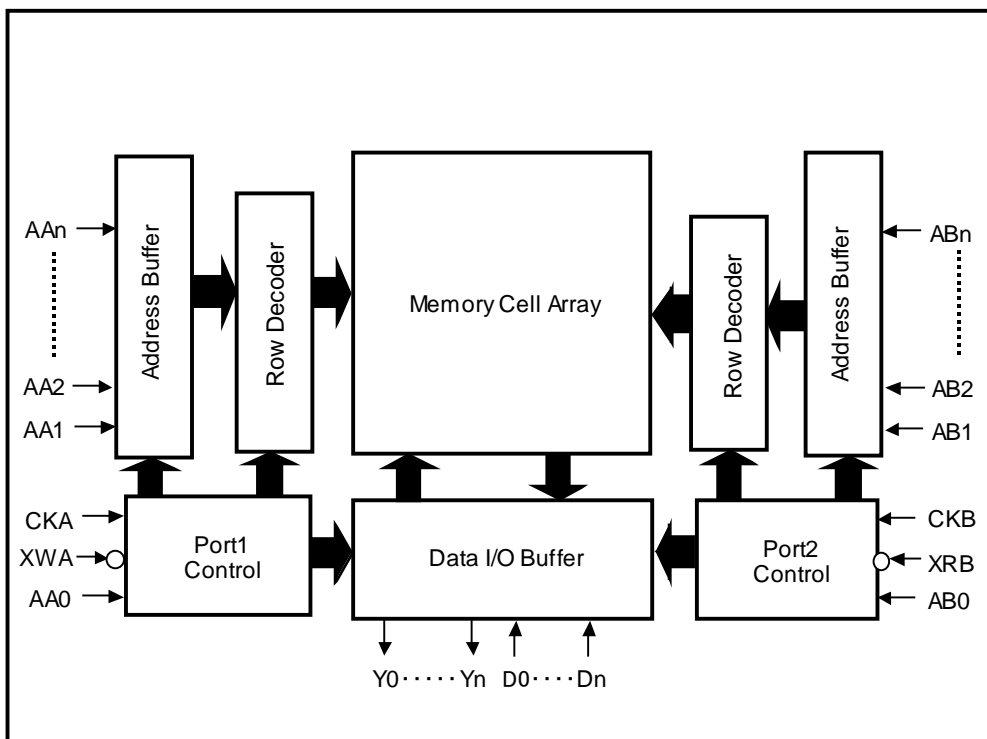 AAn
AA2
AA1
Address Buffer
Row Decoder
Memory Cell Array
Row Decoder
Address Buffer
ABn
AB2
AB1
CKA
XWA
AA0
Port1
Control
Data I/O Buffer
Port2
Control
CKB
XRB
AB0
Y0 ····· Yn D0 ···· Dn